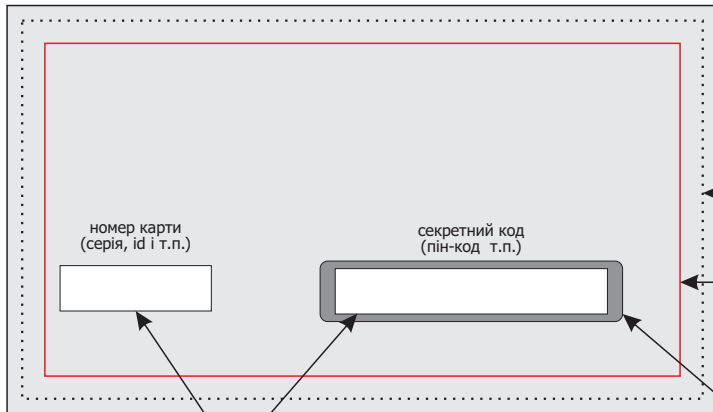 номер карти
(серія, id і т.п.)
секретний код
(пін-код т.п.)